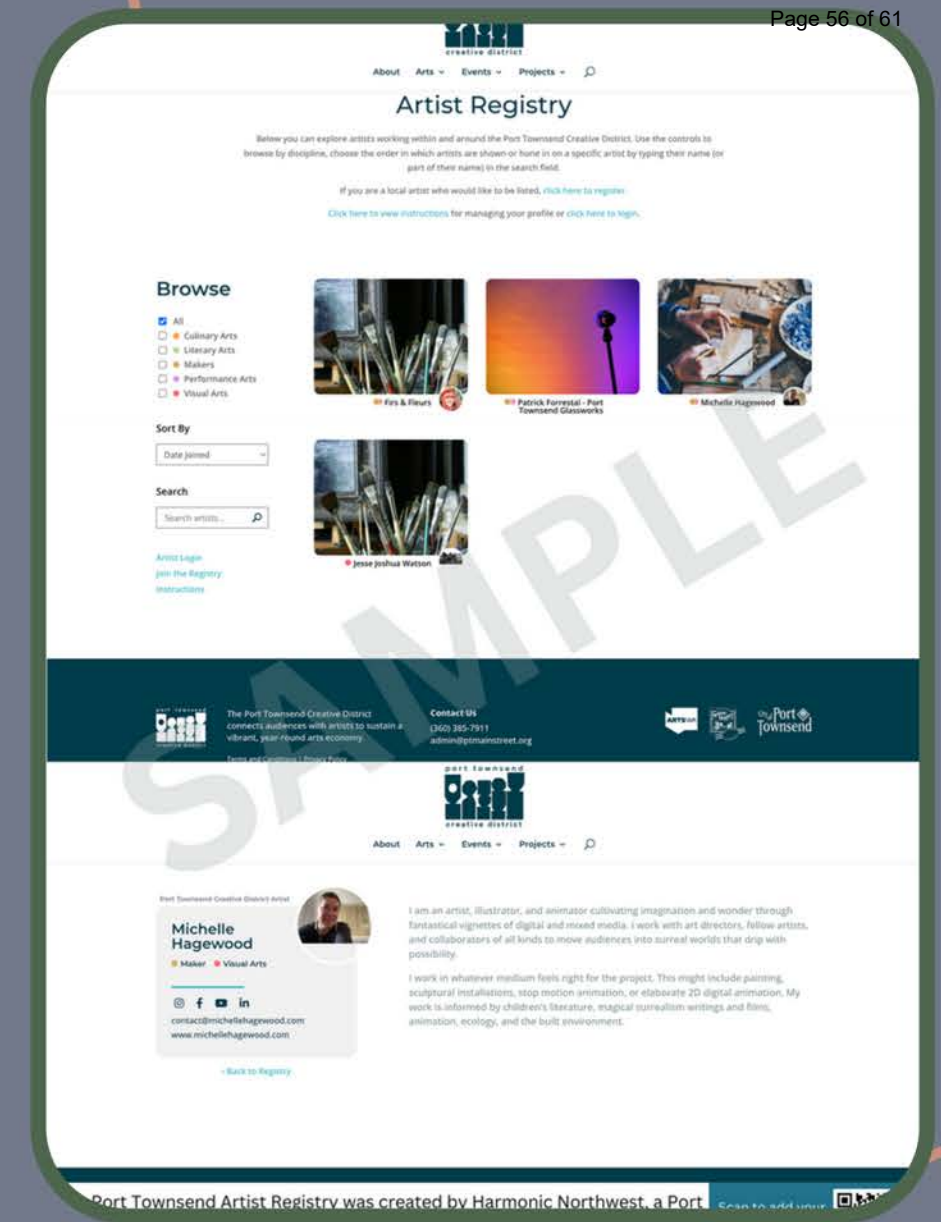 Page 56 of 61
creative district
About Arts Events Projects
Artist Registry
Below you can explore artists working within and around the Port Townsend Creative District. Use the controls to
browse by discipline, choose the order in which artists are shown or hone in on a specific artist by typing their name (or
part of their name) in the search field.
If you are a local artist who would like to be listed, click here to register.
Click here to view instructions for managing your profile or click here to login.
Browse
All
Culinary Arts
Literary Arts
Makers
Performance Arts
Visual Arts
Sort By
Date Joined
Search
Search artists...
Artist Login
Join the Registry
Instructions
Firs & Fleurs
Patrick Forrestal - Port
Townsend Glassworks
Michelle Hagewood
Jesse Joshua Watson
SAMPLE
port townsend
creative district
The Port Townsend Creative District
connects audiences with artists to sustain a
vibrant, year-round arts economy.
Terms and Conditions | Privacy Policy
Contact Us
(360) 385-7911
admin@ptmainstreet.org
ARTSWA
City of Port
Townsend
port townsend
creative district
About Arts Events Projects
Port Townsend Creative District Artist
Michelle
Hagewood
Maker Visual Arts
contact@michellehagewood.com
www.michellehagewood.com
‹ Back to Registry
I am an artist, illustrator, and animator cultivating imagination and wonder through
fantastical vignettes of digital and mixed media. I work with art directors, fellow artists,
and collaborators of all kinds to move audiences into surreal worlds that drip with
possibility.
I work in whatever medium feels right for the project. This might include painting,
sculptural installations, stop motion animation, or elaborate 2D digital animation. My
work is informed by children's literature, magical surrealism writings and films,
animation, ecology, and the built environment.
Port Townsend Artist Registry was created by Harmonic Northwest, a Port
Scan to add your